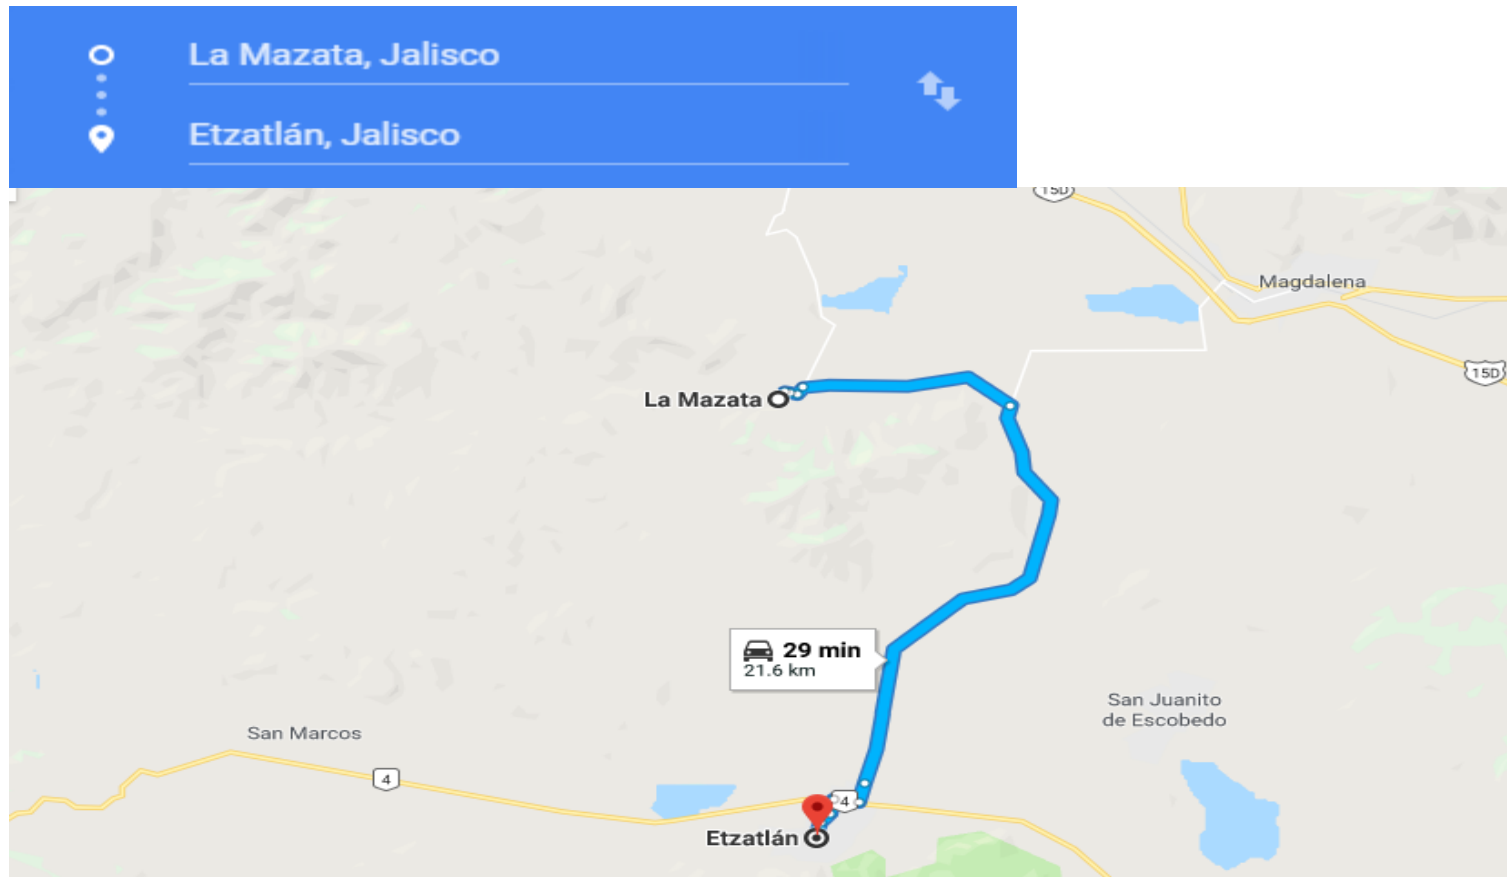 La Mazata, Jalisco
Etzatlán, Jalisco
15D
Magdalena
15D
La Mazata
29 min
21.6 km
San Juanito
de Escobedo
San Marcos
4
4
Etzatlán